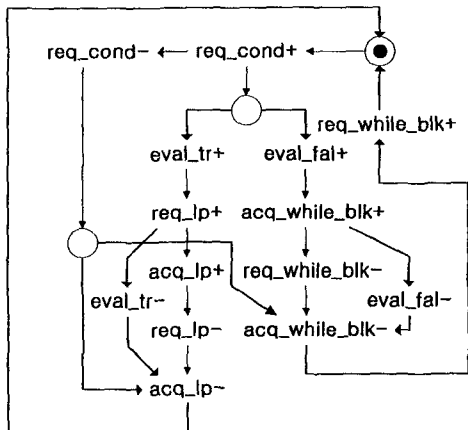 req_cond- req_cond+
req_while_blk+
eval_tr+ eval_fal+
req_lp+ acq_while_blk+
acq_lp+ req_while_blk-
eval_tr- eval_fal-
req_lp- acq_while_blk-
acq_lp-